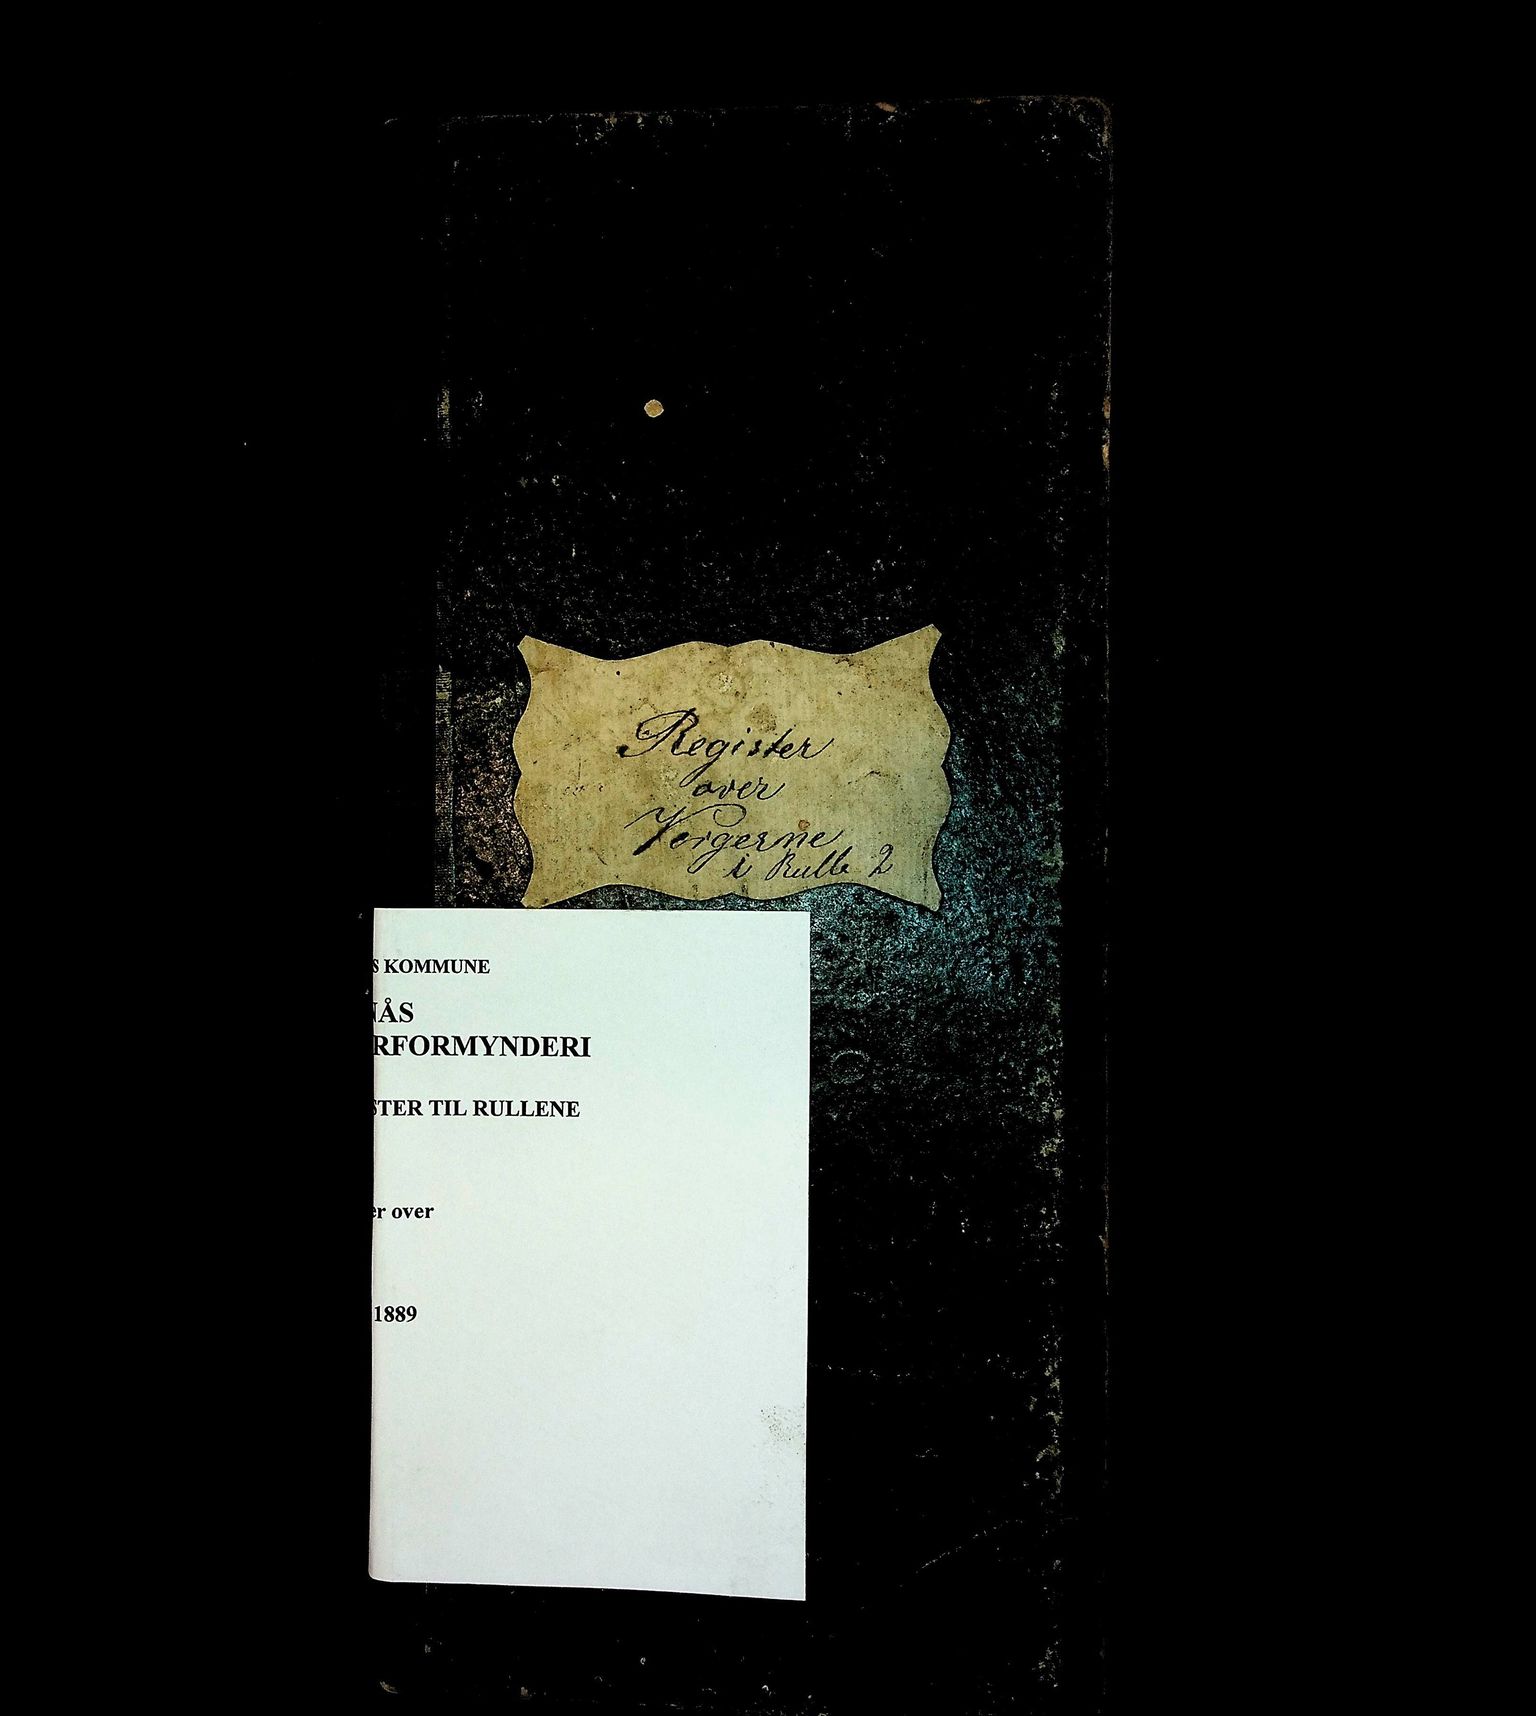 Register
over
Vergerne
i Rulle 2
S KOMMUNE
NÅS
RFORMYNDERI
STER TIL RULLENE
er over
1889